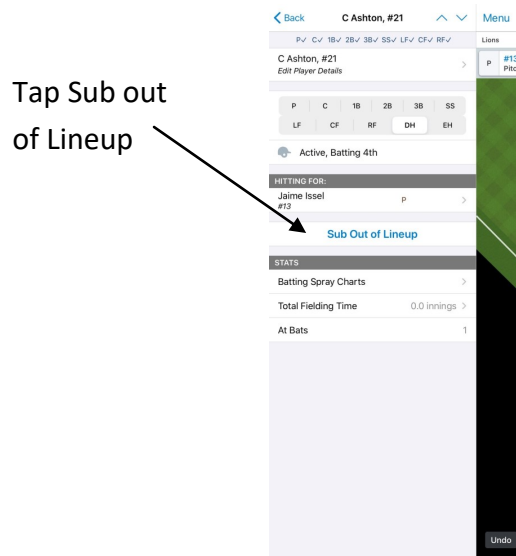 Tap Sub out
of Lineup
Back C Ashton, #21 Menu
P✓ C✓ 1B✓ 2B✓ 3B✓ SS✓ LF✓ CF✓ RF✓ Lions
C Ashton, #21
Edit Player Details
P #13
Pitc
P C 1B 2B 3B SS
LF CF RF DH EH
Active, Batting 4th
HITTING FOR:
Jaime Issel P
#13
Sub Out of Lineup
STATS
Batting Spray Charts
Total Fielding Time 0.0 innings
At Bats 1
Undo